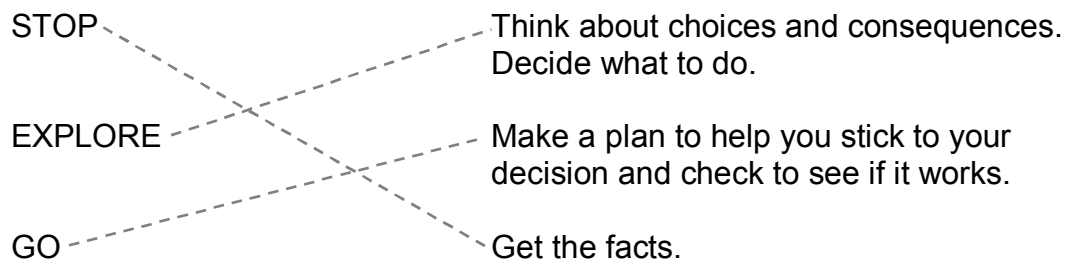 STOP
Think about choices and consequences.
Decide what to do.
EXPLORE
Make a plan to help you stick to your
decision and check to see if it works.
GO
Get the facts.